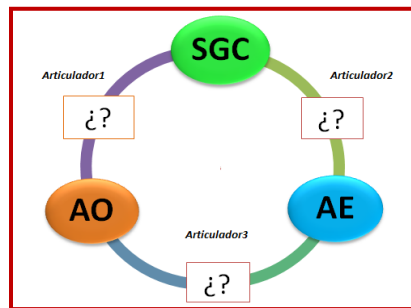 SGC
Articulador1
Articulador2
¿?
¿?
AO
AE
Articulador3
¿?